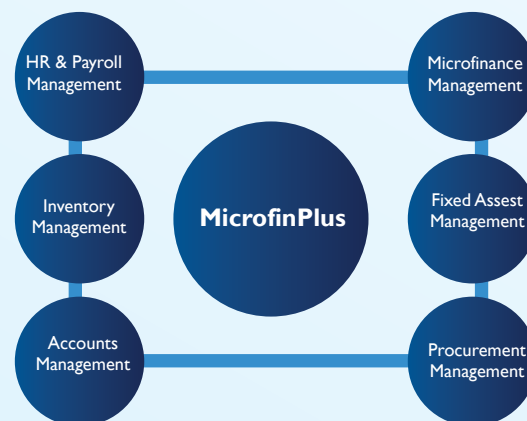 HR & Payroll
Management
Microfinance
Management
Inventory
Management
MicrofinPlus
Fixed Assest
Management
Accounts
Management
Procurement
Management